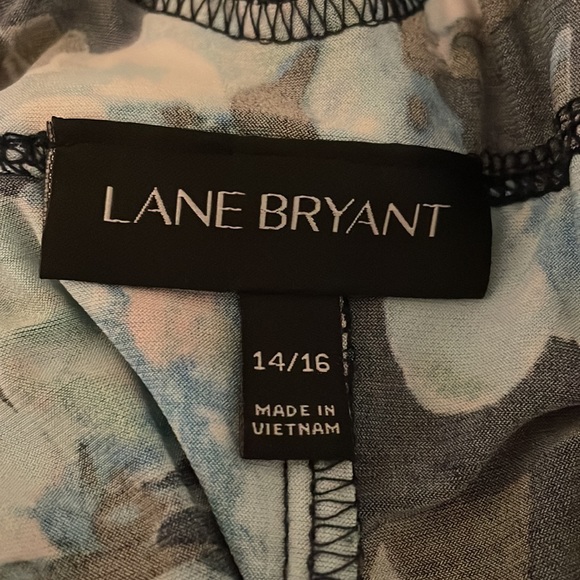 LANE BRYANT
14/16
MADE IN
VIETNAM